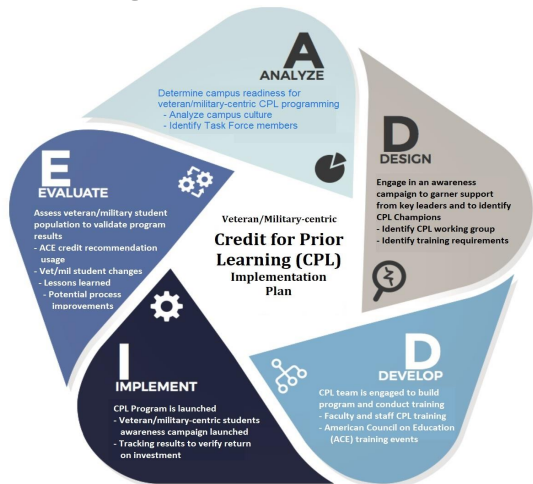 A
ANALYZE
Determine campus readiness for
veteran/military-centric CPL programming
- Analyze campus culture
- Identify Task Force members
D
DESIGN
Engage in an awareness
campaign to garner support
from key leaders and to identify
CPL Champions
- Identify CPL working group
- Identify training requirements
D
DEVELOP
CPL team is engaged to build
program and conduct training
- Faculty and staff CPL training
- American Council on Education
(ACE) training events
I
IMPLEMENT
CPL Program is launched
- Veteran/military-centric students
awareness campaign launched
- Tracking results to verify return
on investment
E
EVALUATE
Assess veteran/military student
population to validate program
results
- ACE credit recommendation
usage
- Vet/mil student changes
- Lessons learned
- Potential process
improvements
Veteran/Military-centric
Credit for Prior
Learning (CPL)
Implementation
Plan